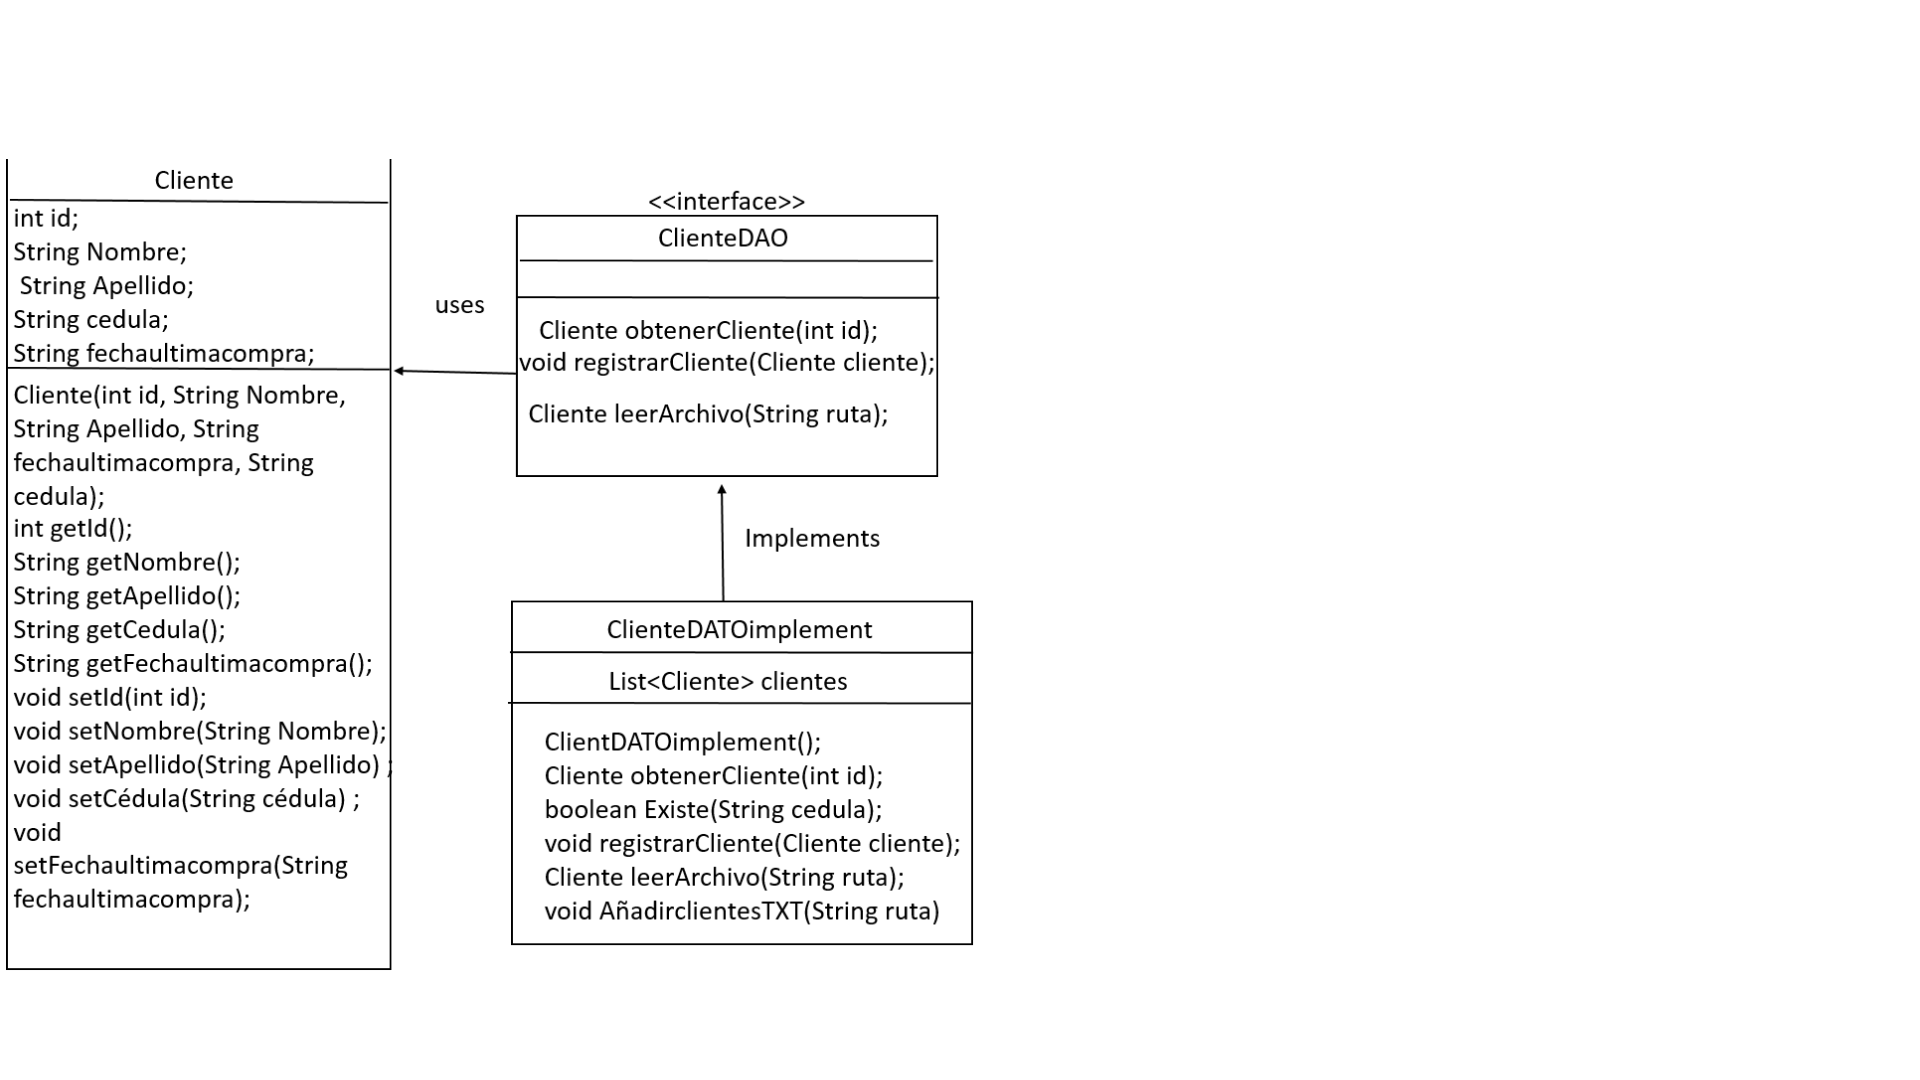 Cliente
int id;
String Nombre;
String Apellido;
String cedula;
String fechaultimacompra;
Cliente(int id, String Nombre,
String Apellido, String
fechaultimacompra, String
cedula);
int getId();
String getNombre();
String getApellido();
String getCedula();
String getFechaultimacompra();
void setId(int id);
void setNombre(String Nombre);
void setApellido(String Apellido) ;
void setCédula(String cédula) ;
void
setFechaultimacompra(String
fechaultimacompra);
uses
<<interface>>
ClienteDAO
Cliente obtenerCliente(int id);
void registrarCliente(Cliente cliente);
Cliente leerArchivo(String ruta);
Implements
ClienteDATOimplement
List<Cliente> clientes
ClientDATOimplement();
Cliente obtenerCliente(int id);
boolean Existe(String cedula);
void registrarCliente(Cliente cliente);
Cliente leerArchivo(String ruta);
void AñadirclientesTXT(String ruta)